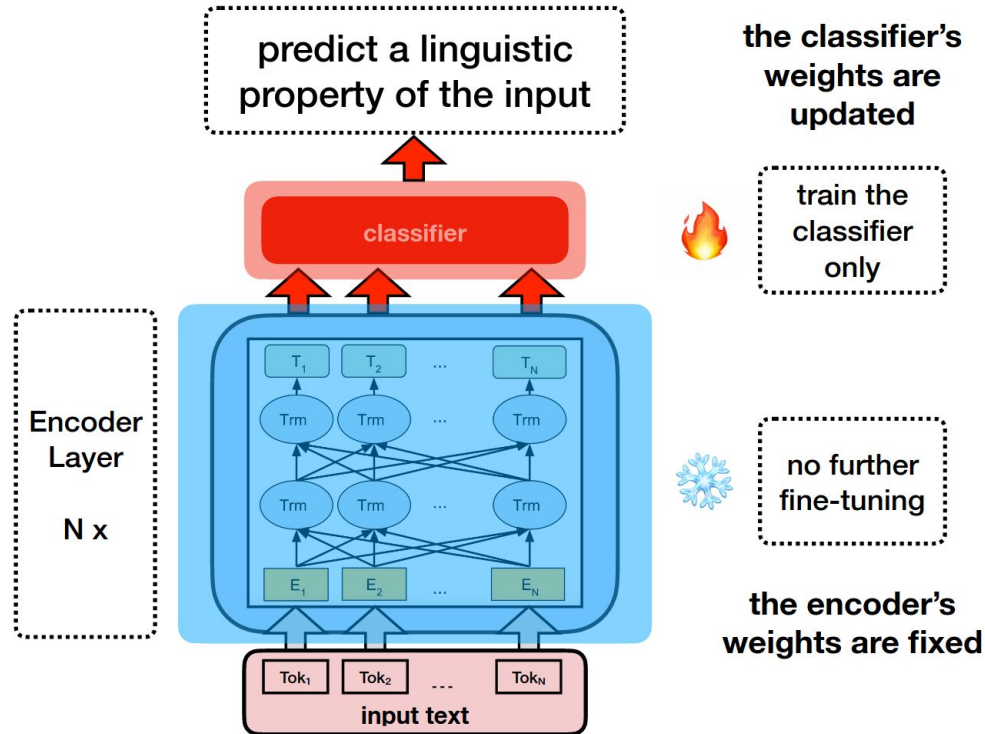 predict a linguistic
property of the input
the classifier's
weights are
updated
classifier
train the
classifier
only
Encoder
Layer
N x
T1 T2 ... TN
Trm Trm ... Trm
Trm Trm ... Trm
E1 E2 ... EN
no further
fine-tuning
the encoder's
weights are fixed
Tok1 Tok2 ... TokN
input text